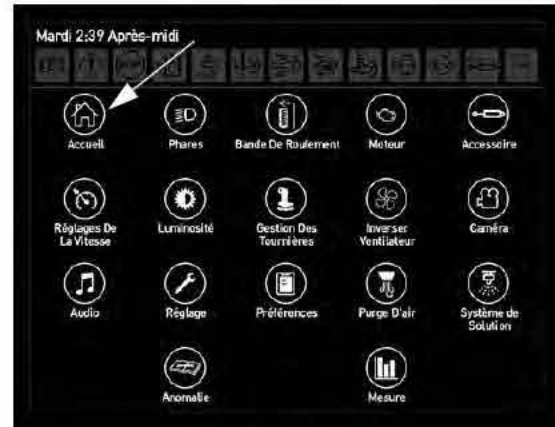 Mardi 2:39 Après-midi
Accueil
Phares
Bande De Roulement
Moteur
Accessoire
Réglages De
La Vitesse
Luminosité
Gestion Des
Tournières
Inverser
Ventilateur
Caméra
Audio
Réglage
Préférences
Purge D'air
Système de
Solution
Anomalie
Mesure